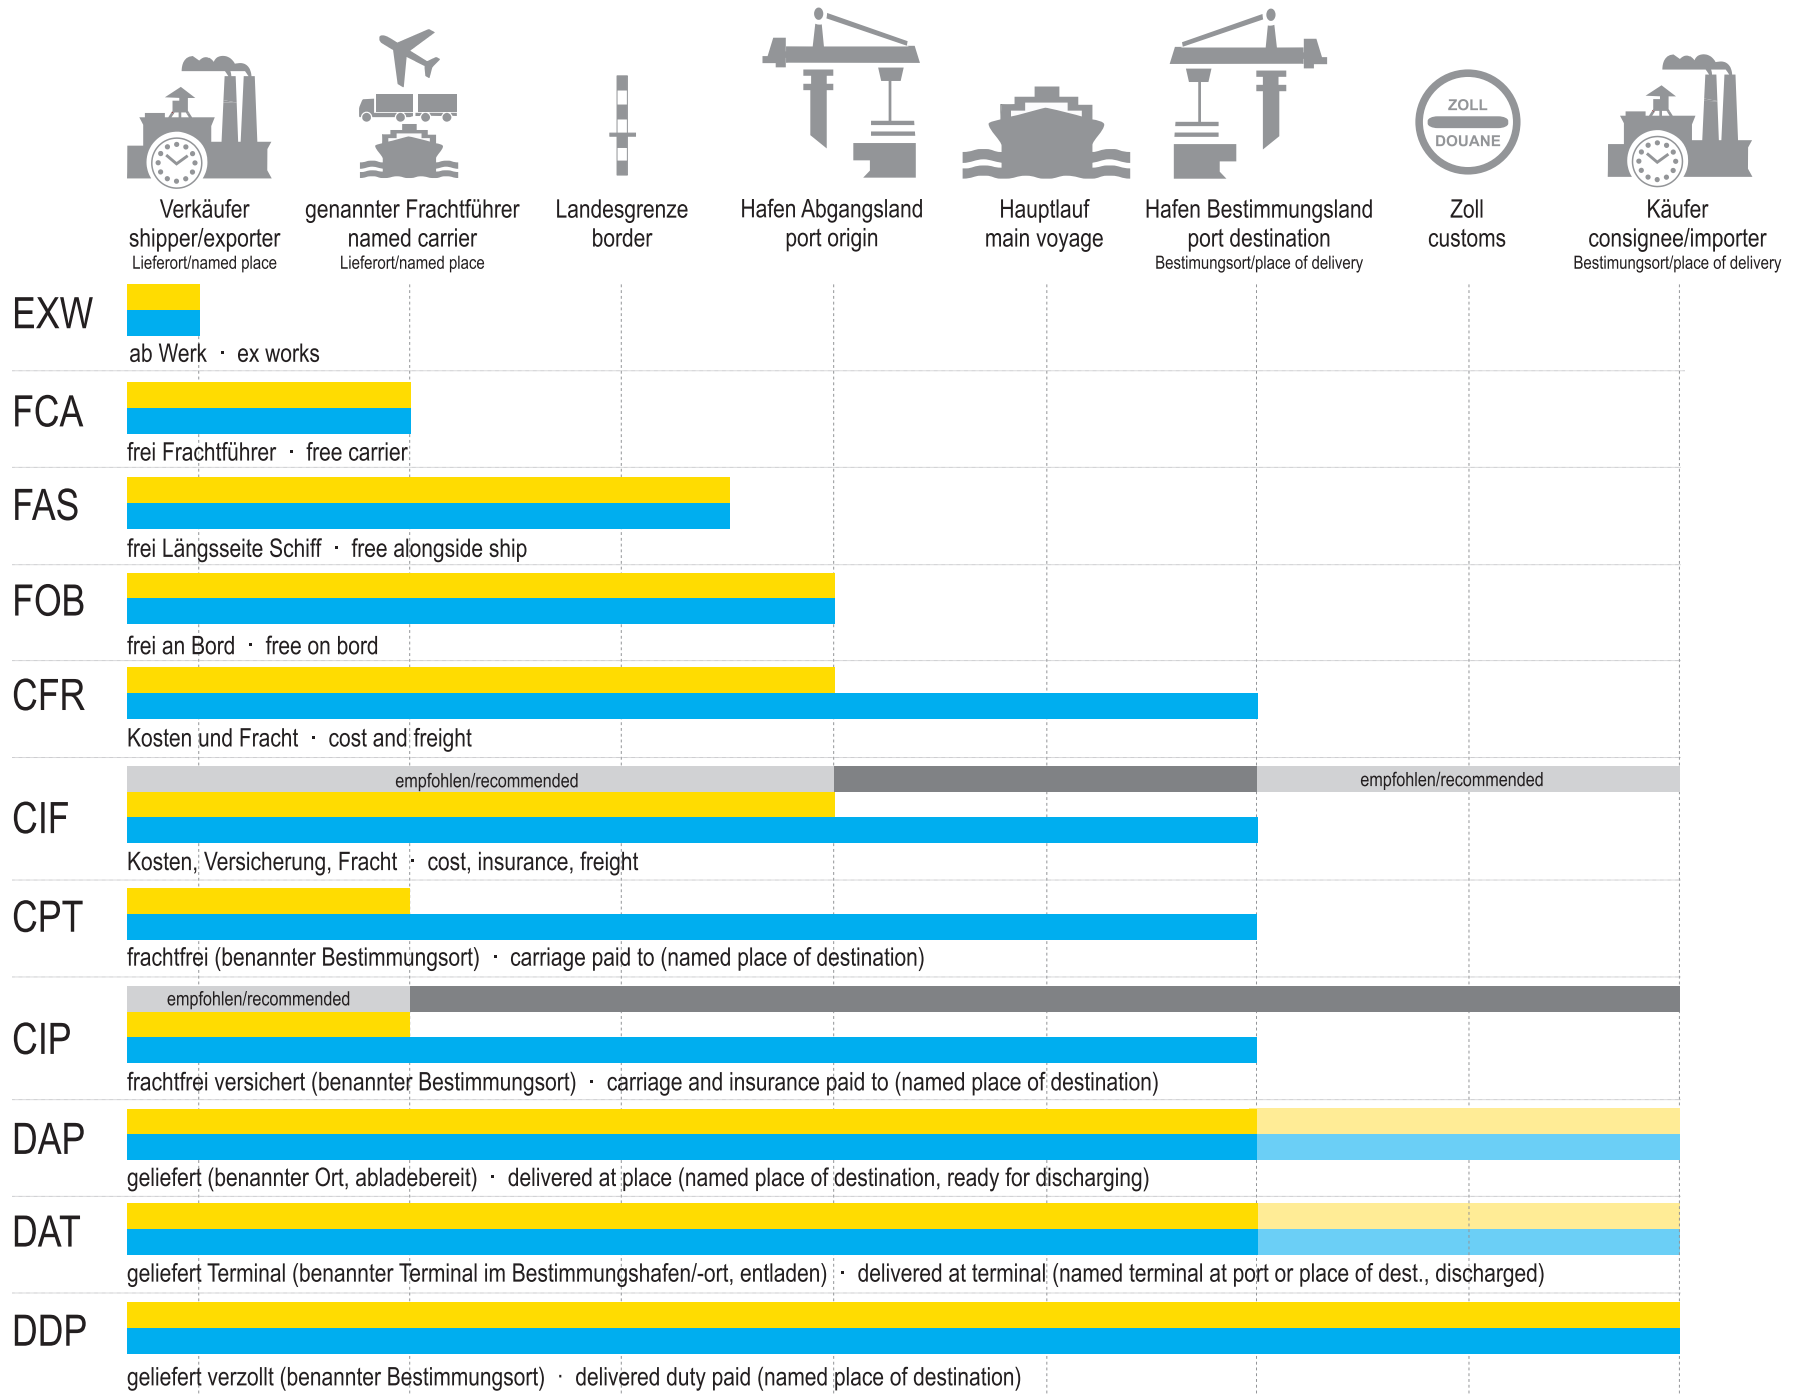 ZOLL
DOUANE
Verkäufer
shipper/exporter
Lieferort/named place
genannter Frachtführer
named carrier
Lieferort/named place
Landesgrenze
border
Hafen Abgangsland
port origin
Hauptlauf
main voyage
Hafen Bestimmungsland
port destination
Bestimungsort/place of delivery
Zoll
customs
Käufer
consignee/importer
Bestimungsort/place of delivery
EXW
ab Werk · ex works
FCA
frei Frachtführer · free carrier
FAS
frei Längsseite Schiff · free alongside ship
FOB
frei an Bord · free on bord
CFR
Kosten und Fracht · cost and freight
empfohlen/recommended
empfohlen/recommended
CIF
Kosten, Versicherung, Fracht · cost, insurance, freight
CPT
frachtfrei (benannter Bestimmungsort) · carriage paid to (named place of destination)
empfohlen/recommended
CIP
frachtfrei versichert (benannter Bestimmungsort) · carriage and insurance paid to (named place of destination)
DAP
geliefert (benannter Ort, abladebereit) · delivered at place (named place of destination, ready for discharging)
DAT
geliefert Terminal (benannter Terminal im Bestimmungshafen/-ort, entladen) · delivered at terminal (named terminal at port or place of dest., discharged)
DDP
geliefert verzollt (benannter Bestimmungsort) · delivered duty paid (named place of destination)